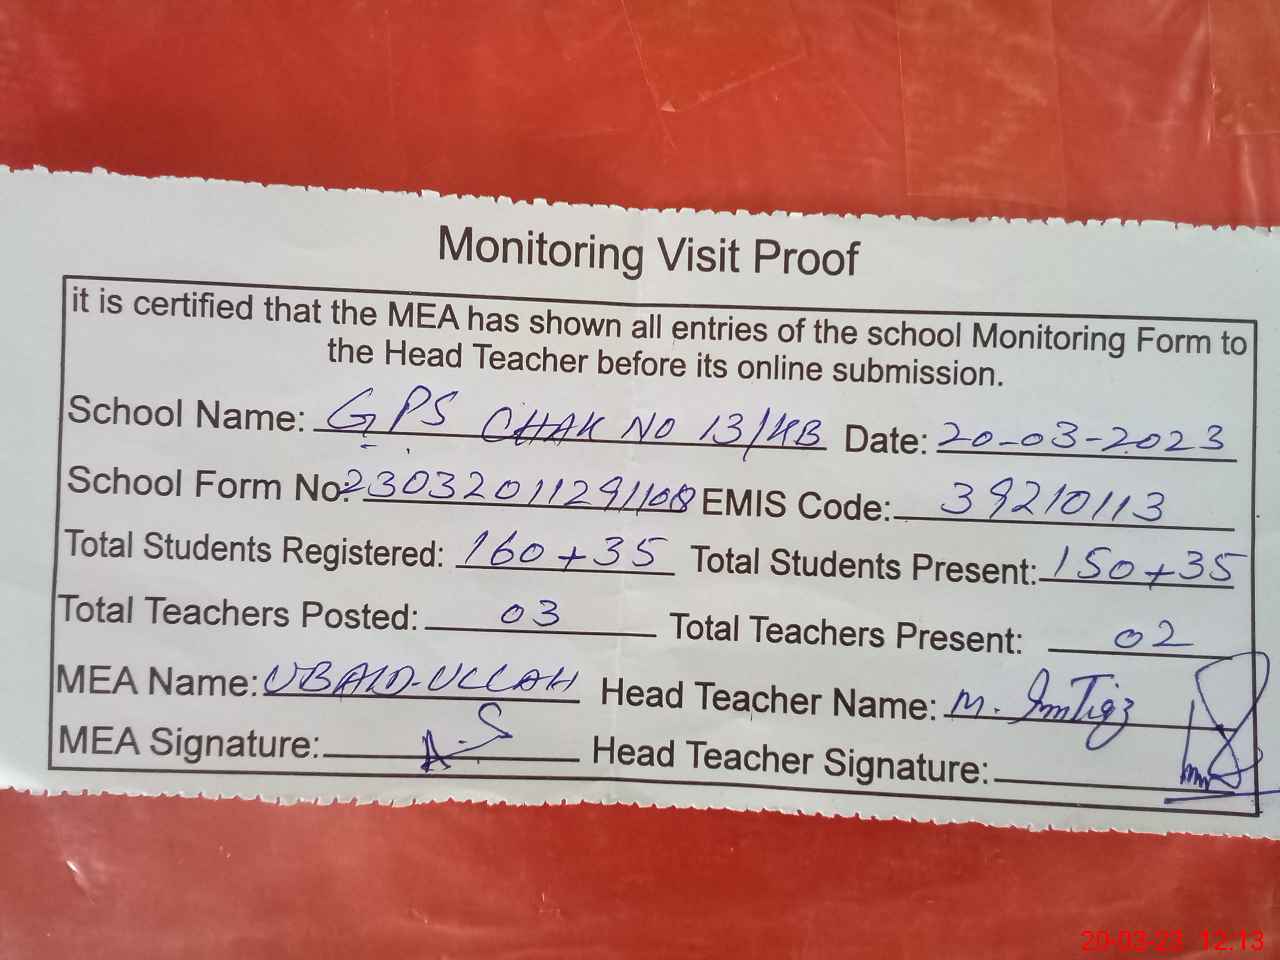 Monitoring Visit Proof
it is certified that the MEA has shown all entries of the school Monitoring Form to
the Head Teacher before its online submission.
School Name: GPS CHAK NO 13/KB Date: 20-03-2023
School Form No: 230320112911108 EMIS Code: 39210113
Total Students Registered: 160+35 Total Students Present: 150+35
Total Teachers Posted: 03 Total Teachers Present: 02
MEA Name: UBAID-ULLAH Head Teacher Name: M. Imtiaz
MEA Signature: Head Teacher Signature:
20-03-23 12:13